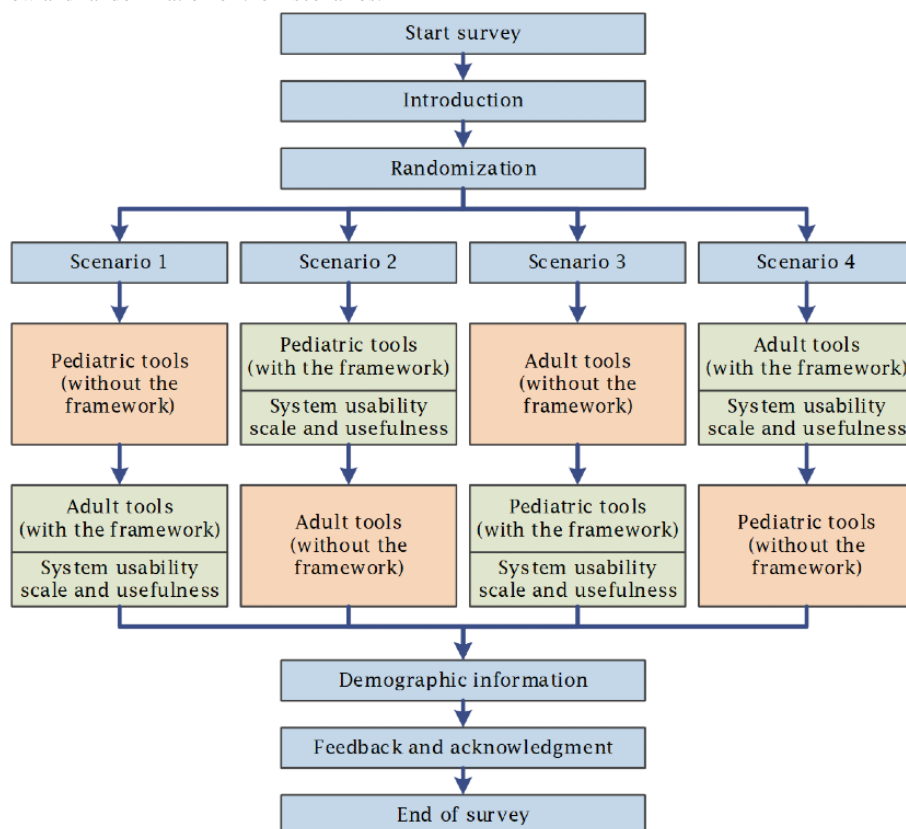 Start survey
Introduction
Randomization
Scenario 1
Scenario 2
Scenario 3
Scenario 4
Pediatric tools
(without the
framework)
Pediatric tools
(with the framework)
System usability
scale and usefulness
Adult tools
(without the
framework)
Adult tools
(with the framework)
System usability
scale and usefulness
Adult tools
(with the framework)
System usability
scale and usefulness
Adult tools
(without the
framework)
Pediatric tools
(with the framework)
System usability
scale and usefulness
Pediatric tools
(without the
framework)
Demographic information
Feedback and acknowledgment
End of survey